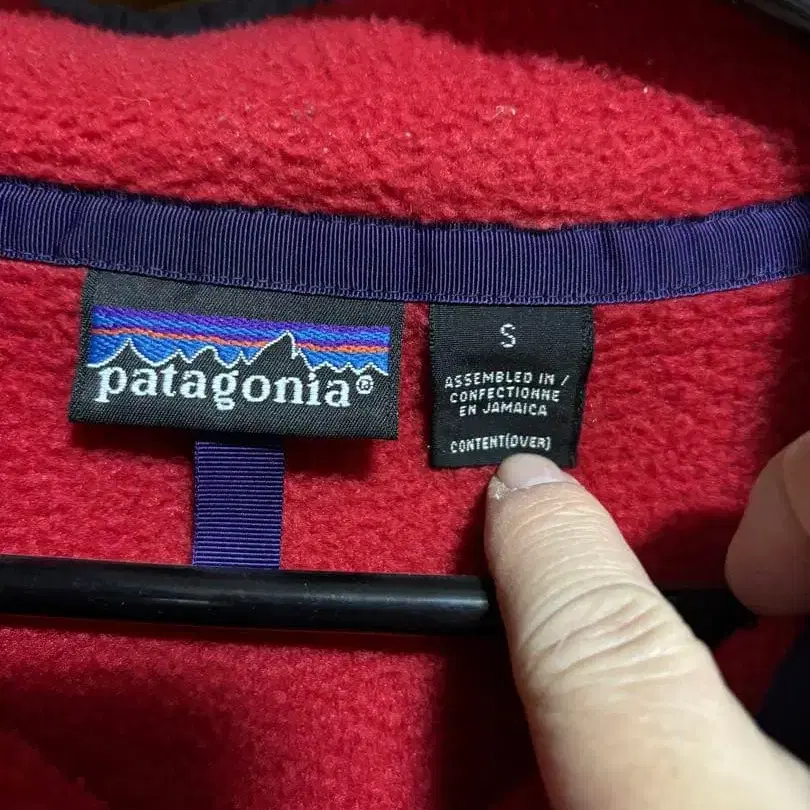 patagonia®
S
ASSEMBLED IN /
CONFECTIONNE
EN JAMAICA
CONTENT(OVER)